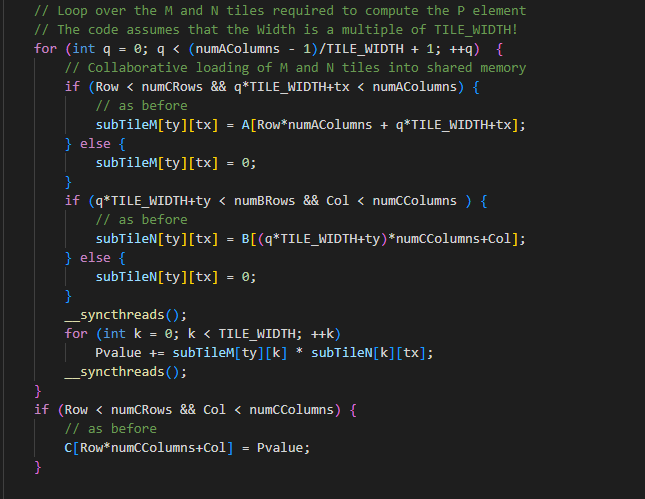 // Loop over the M and N tiles required to compute the P element
// The code assumes that the Width is a multiple of TILE_WIDTH!
for (int q = 0; q < (numAColumns - 1)/TILE_WIDTH + 1; ++q)  {
// Collaborative loading of M and N tiles into shared memory
if (Row < numCRows && q*TILE_WIDTH+tx < numAColumns) {
// as before
subTileM[ty][tx] = A[Row*numAColumns + q*TILE_WIDTH+tx];
} else {
subTileM[ty][tx] = 0;
}
if (q*TILE_WIDTH+ty < numBRows && Col < numCColumns ) {
// as before
subTileN[ty][tx] = B[(q*TILE_WIDTH+ty)*numCColumns+Col];
} else {
subTileN[ty][tx] = 0;
}
__syncthreads();
for (int k = 0; k < TILE_WIDTH; ++k)
Pvalue += subTileM[ty][k] * subTileN[k][tx];
__syncthreads();
}
if (Row < numCRows && Col < numCColumns) {
// as before
C[Row*numCColumns+Col] = Pvalue;
}